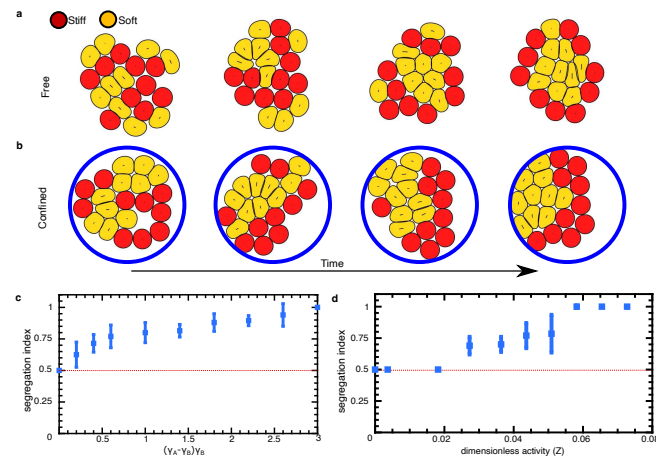 Stiff Soft
a
Free
b
Confined
Time
c
segregation index
1
0.75
0.5
0.25
0.5 1 1.5 2 2.5 3
(γA-γB)γB
d
segregation index
1
0.75
0.5
0.25
0 0.02 0.04 0.06 0.08
dimensionless activity (Z)